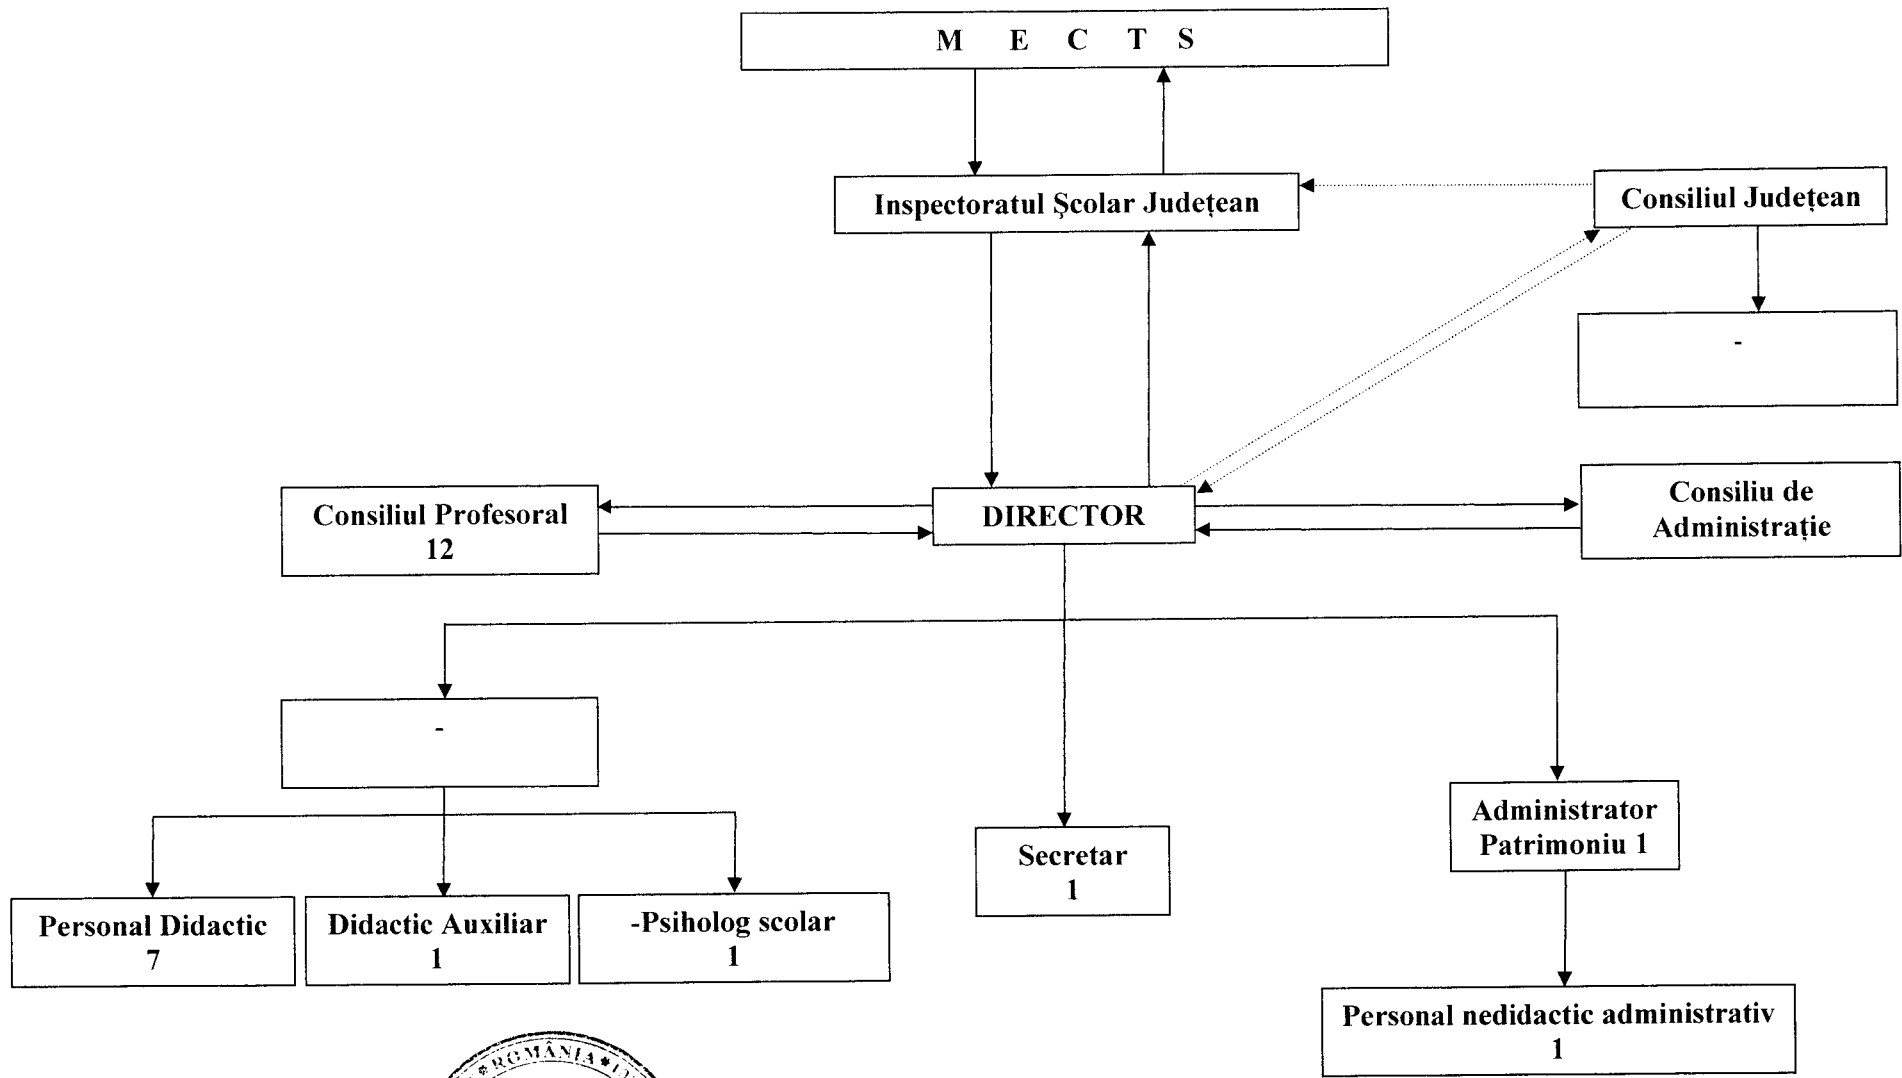 M E C T S
Inspectoratul Școlar Județean
Consiliul Județean
-
Consiliul Profesoral
12
DIRECTOR
Consiliu de
Administrație
-
Administrator
Patrimoniu 1
Secretar
1
Personal Didactic
7
Didactic Auxiliar
1
-Psiholog scolar
1
Personal nedidactic administrativ
1
ROMÂNIA